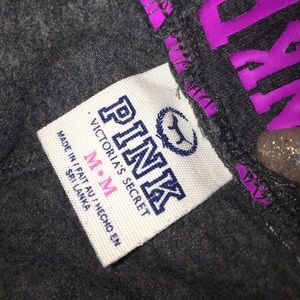 PINK
VICTORIA'S SECRET
M • M
MADE IN / FAIT AU / HECHO EN
SRI LANKA